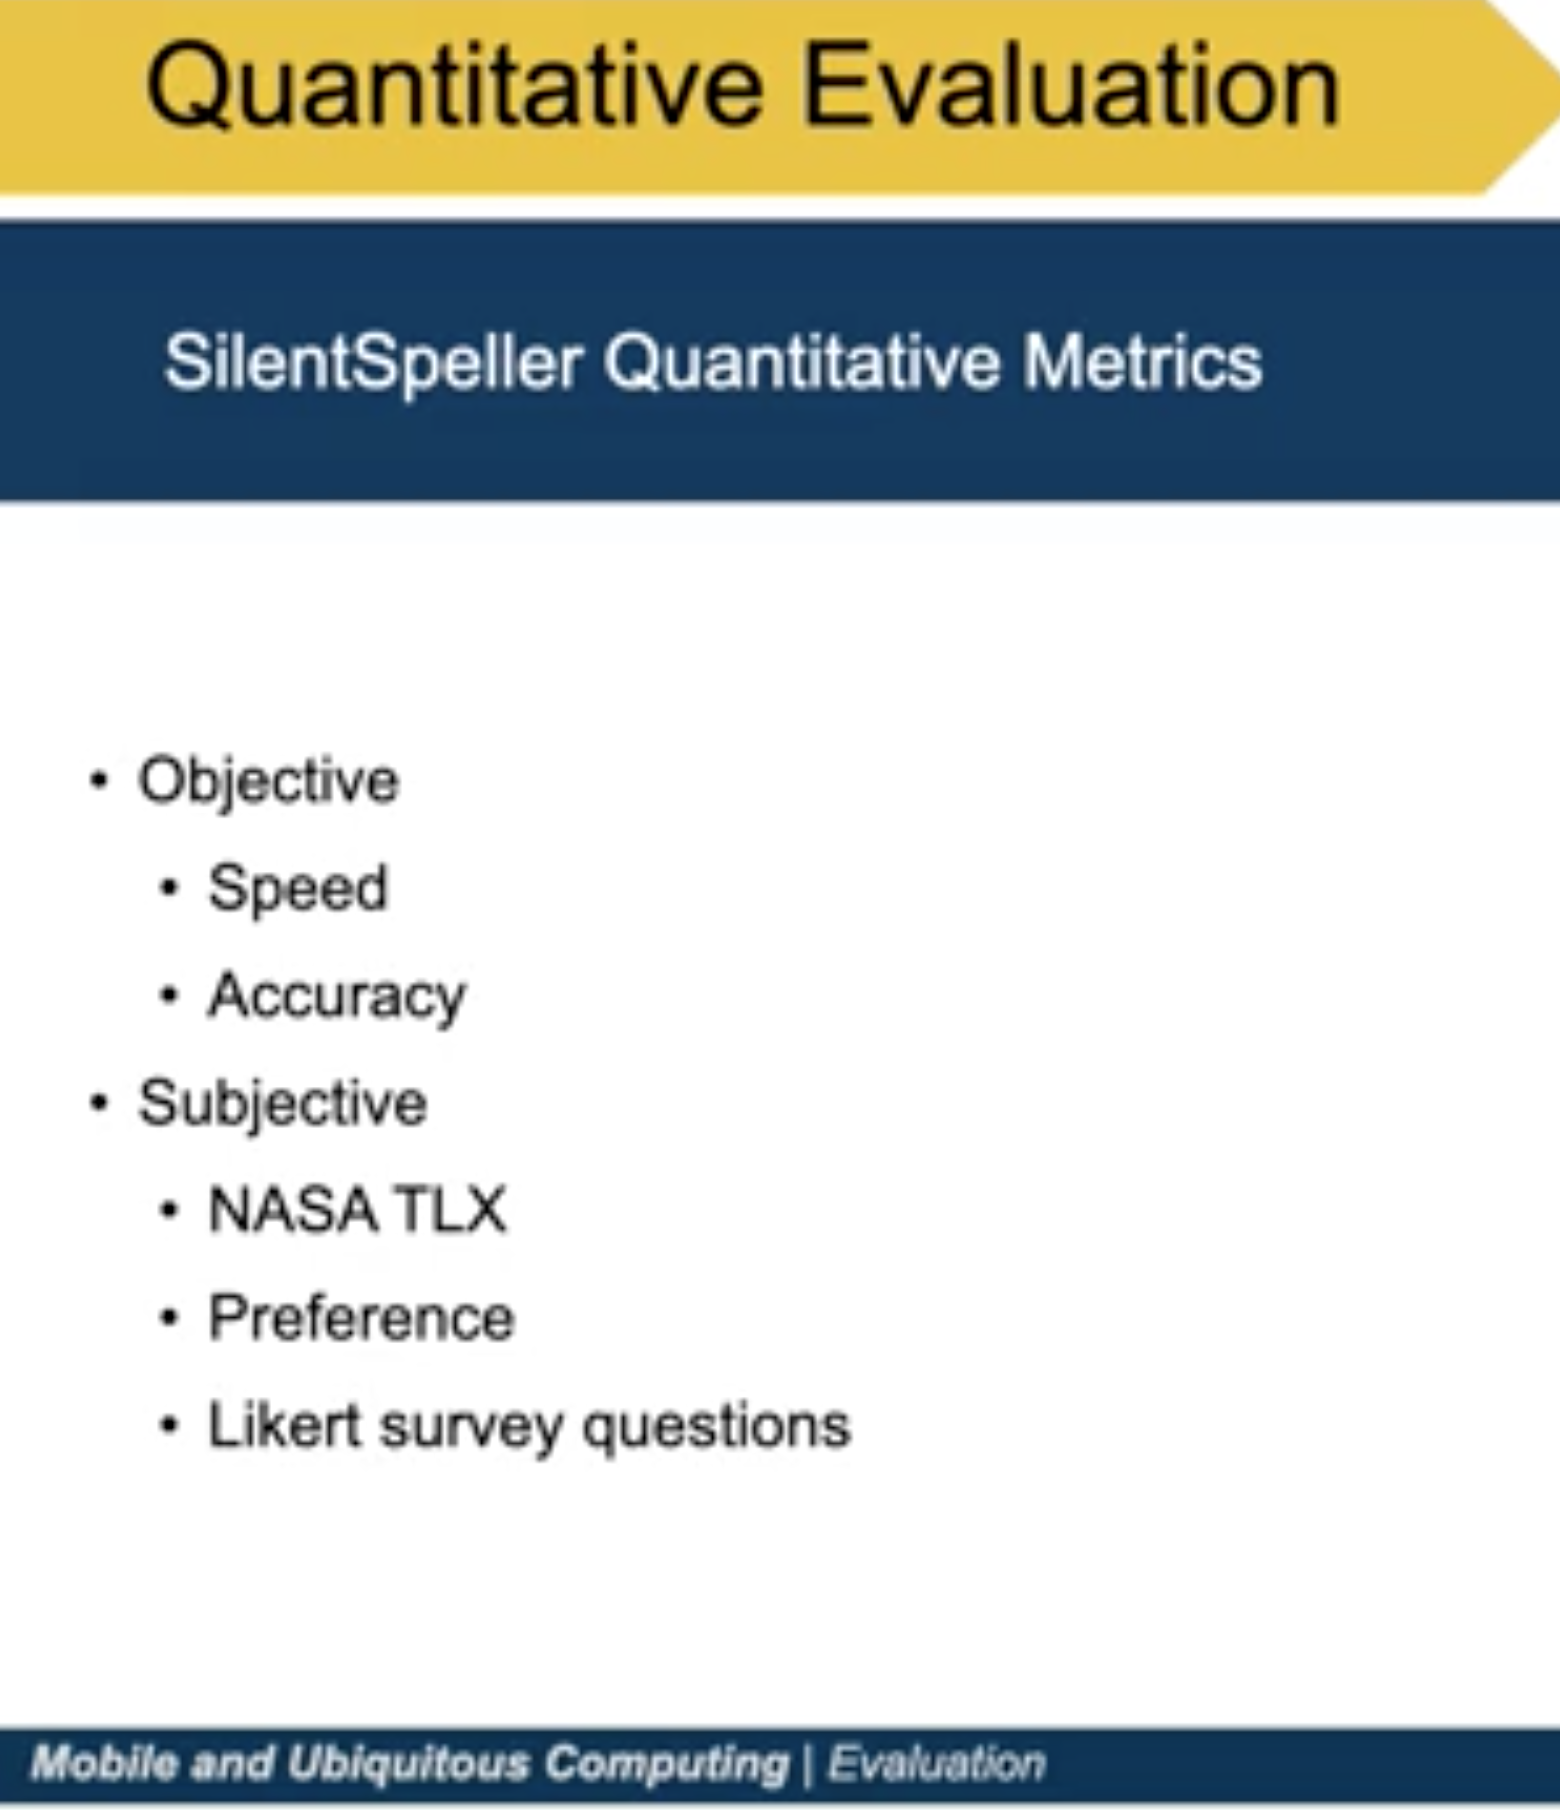 Quantitative Evaluation
SilentSpeller Quantitative Metrics
• Objective
• Speed
• Accuracy
• Subjective
• NASA TLX
• Preference
• Likert survey questions
Mobile and Ubiquitous Computing | Evaluation